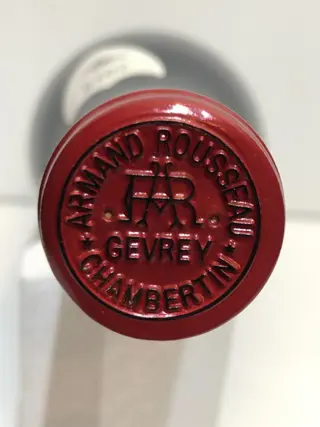 ARMAND ROUSSEAU
AR
GEVREY
CHAMBERTIN